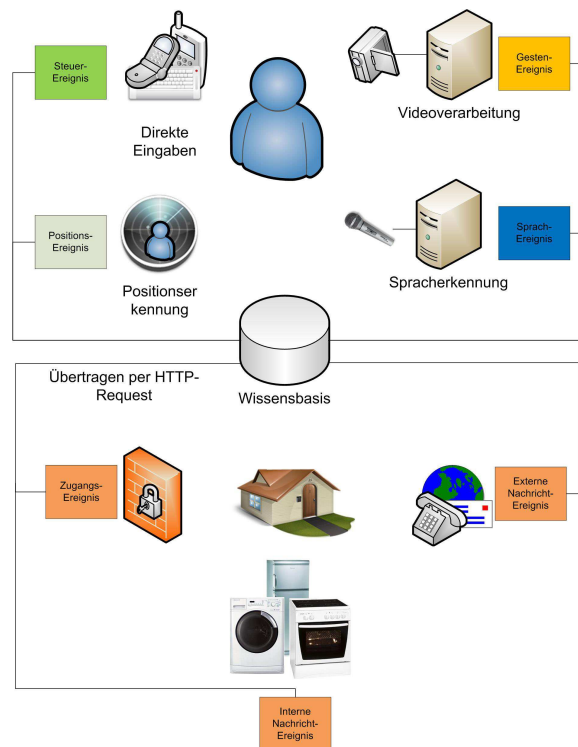 Steuer-
Ereignis
Direkte
Eingaben
Videoverarbeitung
Gesten-
Ereignis
Positions-
Ereignis
Positionser
kennung
Spracherkennung
Sprach-
Ereignis
Übertragen per HTTP-
Request
Wissensbasis
Zugangs-
Ereignis
Externe
Nachricht-
Ereignis
Interne
Nachricht-
Ereignis